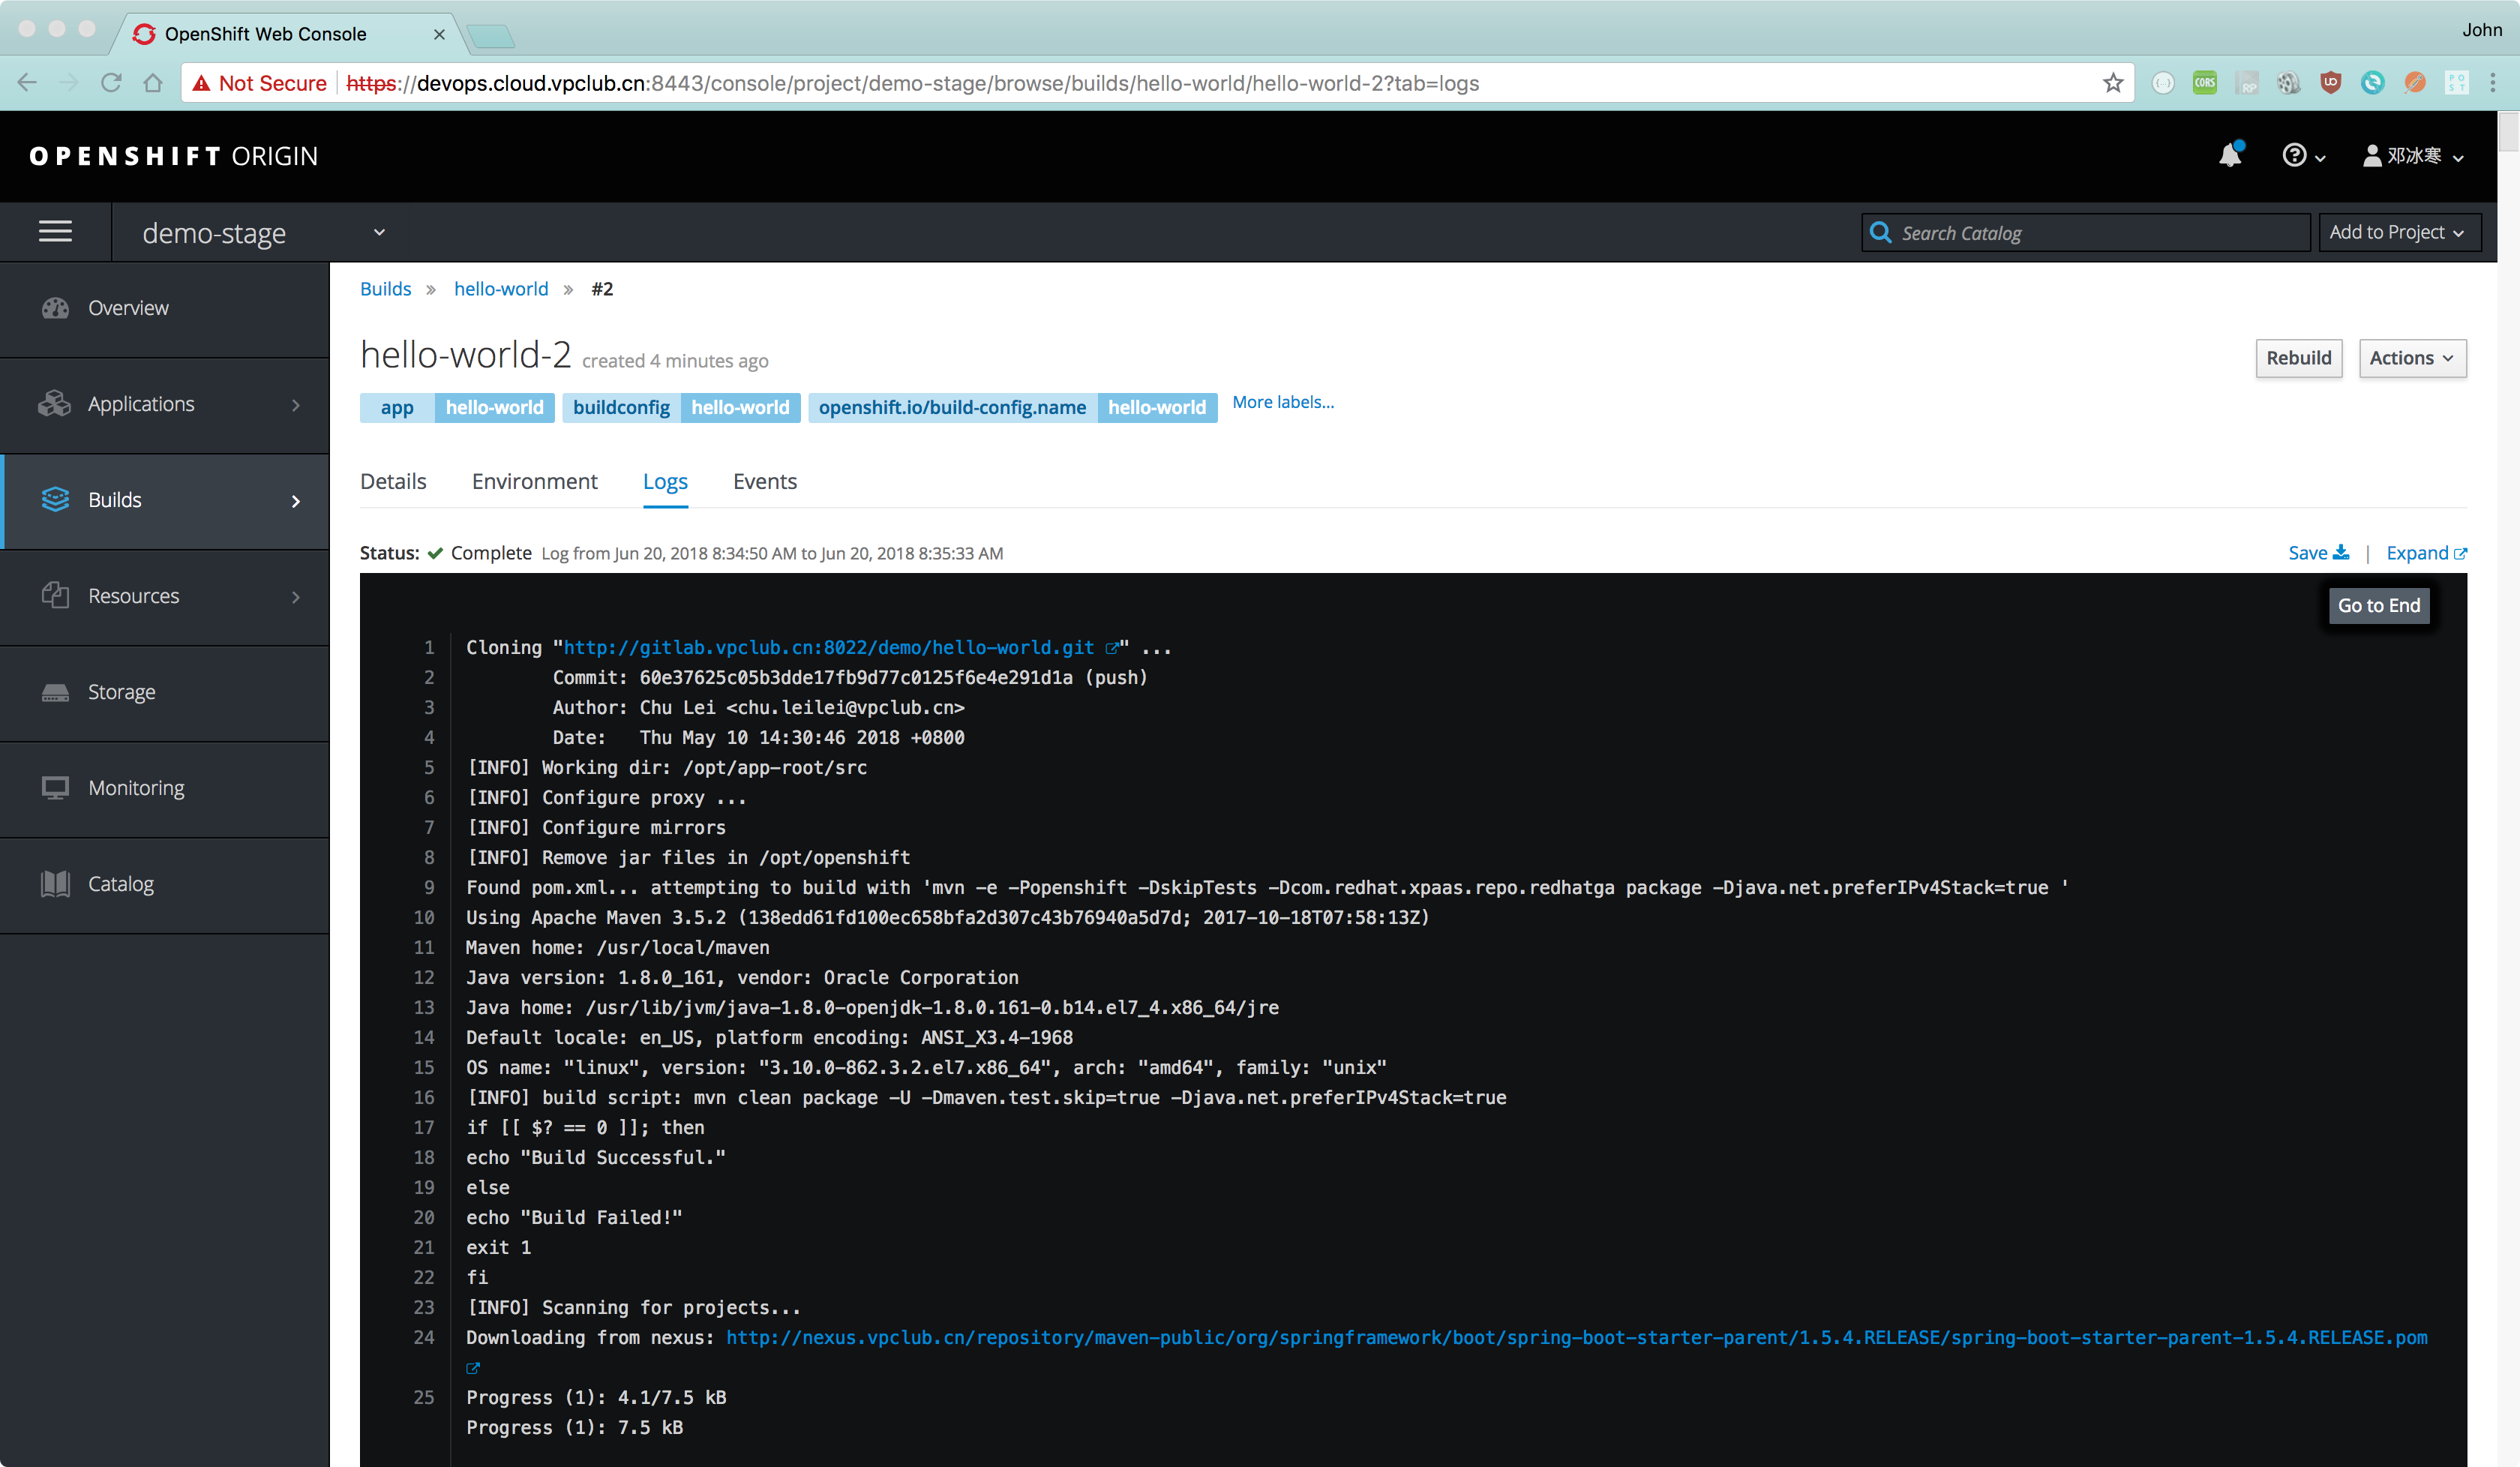 OpenShift Web Console
John
Not Secure https://devops.cloud.vpclub.cn:8443/console/project/demo-stage/browse/builds/hello-world/hello-world-2?tab=logs
CORS
RP
PO
ST
OPENSHIFT ORIGIN
邓冰寒
demo-stage
Search Catalog
Add to Project
Overview
Applications
Builds
Resources
Storage
Monitoring
Catalog
Builds » hello-world » #2
hello-world-2 created 4 minutes ago
Rebuild
Actions
app hello-world buildconfig hello-world openshift.io/build-config.name hello-world More labels...
Details Environment Logs Events
Status: Complete Log from Jun 20, 2018 8:34:50 AM to Jun 20, 2018 8:35:33 AM
Save | Expand
Go to End
1 Cloning "http://gitlab.vpclub.cn:8022/demo/hello-world.git " ...
2 Commit: 60e37625c05b3dde17fb9d77c0125f6e4e291d1a (push)
3 Author: Chu Lei <chu.leilei@vpclub.cn>
4 Date: Thu May 10 14:30:46 2018 +0800
5 [INFO] Working dir: /opt/app-root/src
6 [INFO] Configure proxy ...
7 [INFO] Configure mirrors
8 [INFO] Remove jar files in /opt/openshift
9 Found pom.xml... attempting to build with 'mvn -e -Popenshift -DskipTests -Dcom.redhat.xpaas.repo.redhatga package -Djava.net.preferIPv4Stack=true '
10 Using Apache Maven 3.5.2 (138edd61fd100ec658bfa2d307c43b76940a5d7d; 2017-10-18T07:58:13Z)
11 Maven home: /usr/local/maven
12 Java version: 1.8.0_161, vendor: Oracle Corporation
13 Java home: /usr/lib/jvm/java-1.8.0-openjdk-1.8.0.161-0.b14.el7_4.x86_64/jre
14 Default locale: en_US, platform encoding: ANSI_X3.4-1968
15 OS name: "linux", version: "3.10.0-862.3.2.el7.x86_64", arch: "amd64", family: "unix"
16 [INFO] build script: mvn clean package -U -Dmaven.test.skip=true -Djava.net.preferIPv4Stack=true
17 if [[ $? == 0 ]]; then
18 echo "Build Successful."
19 else
20 echo "Build Failed!"
21 exit 1
22 fi
23 [INFO] Scanning for projects...
24 Downloading from nexus: http://nexus.vpclub.cn/repository/maven-public/org/springframework/boot/spring-boot-starter-parent/1.5.4.RELEASE/spring-boot-starter-parent-1.5.4.RELEASE.pom
25 Progress (1): 4.1/7.5 kB
Progress (1): 7.5 kB